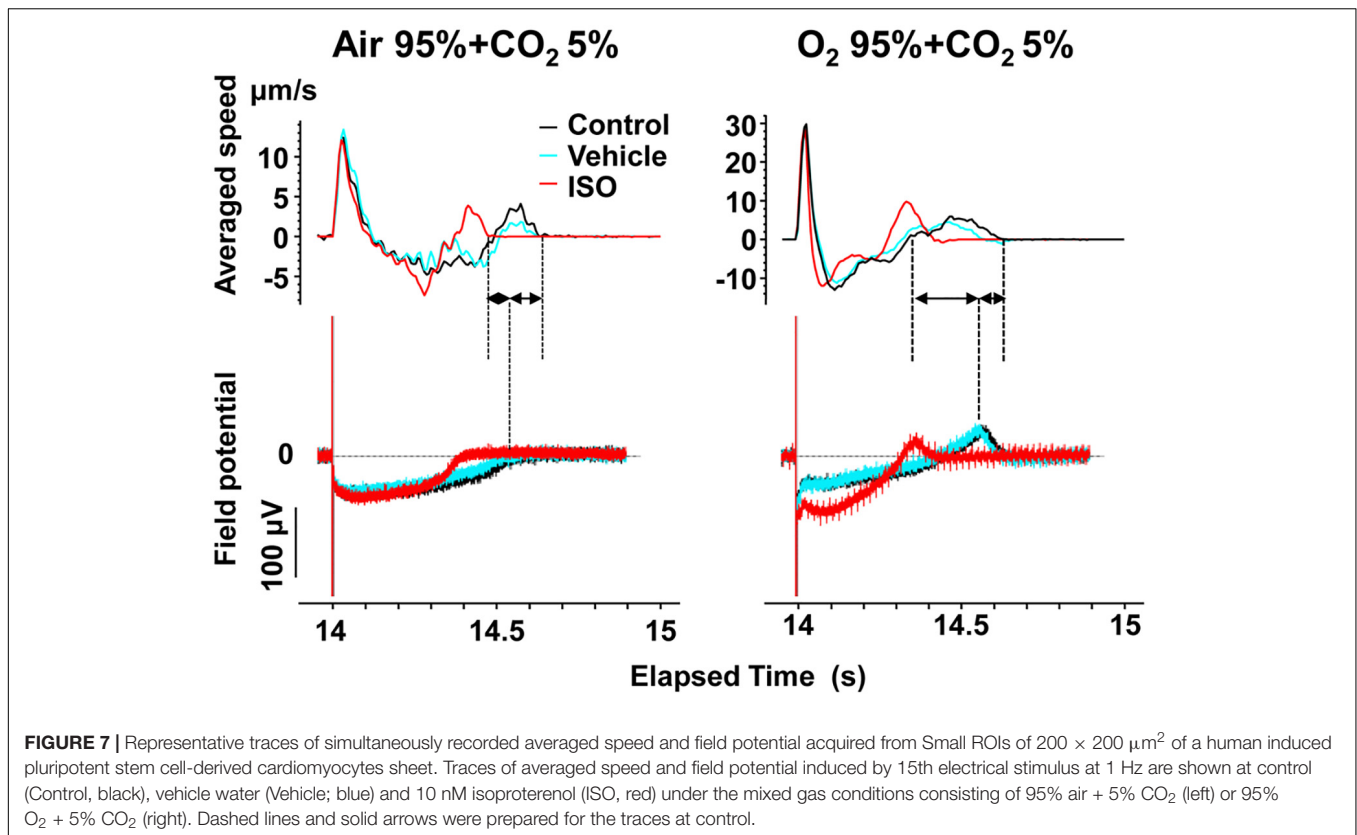 Air 95%+CO₂ 5%
O₂ 95%+CO₂ 5%
µm/s
Averaged speed
10
5
0
-5
Control
Vehicle
ISO
30
20
10
0
-10
Field potential
0
100 µV
14
14.5
15
14
14.5
15
Elapsed Time (s)
FIGURE 7 | Representative traces of simultaneously recorded averaged speed and field potential acquired from Small ROIs of 200 × 200 µm² of a human induced
pluripotent stem cell-derived cardiomyocytes sheet. Traces of averaged speed and field potential induced by 15th electrical stimulus at 1 Hz are shown at control
(Control, black), vehicle water (Vehicle; blue) and 10 nM isoproterenol (ISO, red) under the mixed gas conditions consisting of 95% air + 5% CO₂ (left) or 95%
O₂ + 5% CO₂ (right). Dashed lines and solid arrows were prepared for the traces at control.